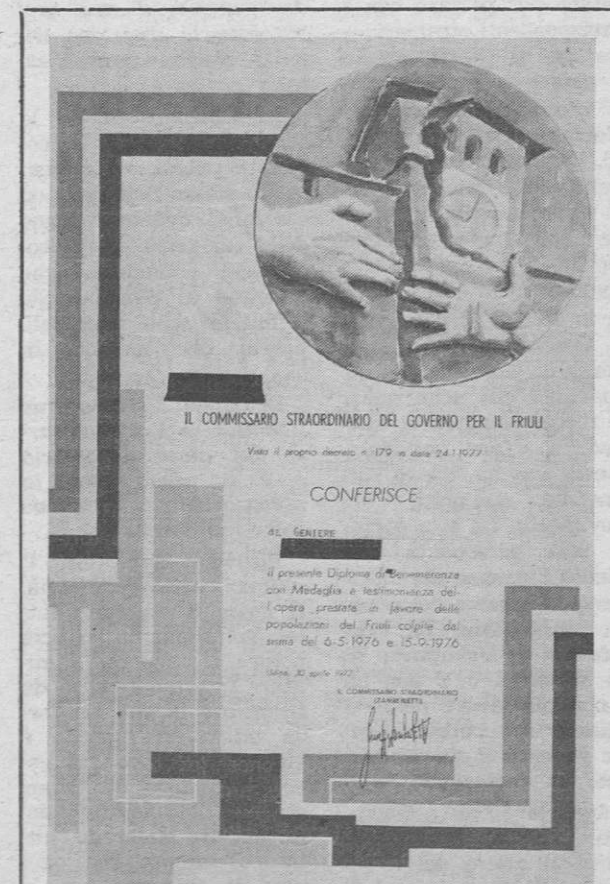 IL COMMISSARIO STRAORDINARIO DEL GOVERNO PER IL FRIULI
Visto il proprio decreto n. 179 in data 24.1.1977
CONFERISCE
al GENIERE
il presente Diploma di Benemerenza
con Medaglia a testimonianza del-
l'opera prestata in favore delle
popolazioni del Friuli colpite dal
sisma del 6-5-1976 e 15-9-1976
Udine, 30 aprile 1977
IL COMMISSARIO STRAORDINARIO
(ZAMBERLETTI)